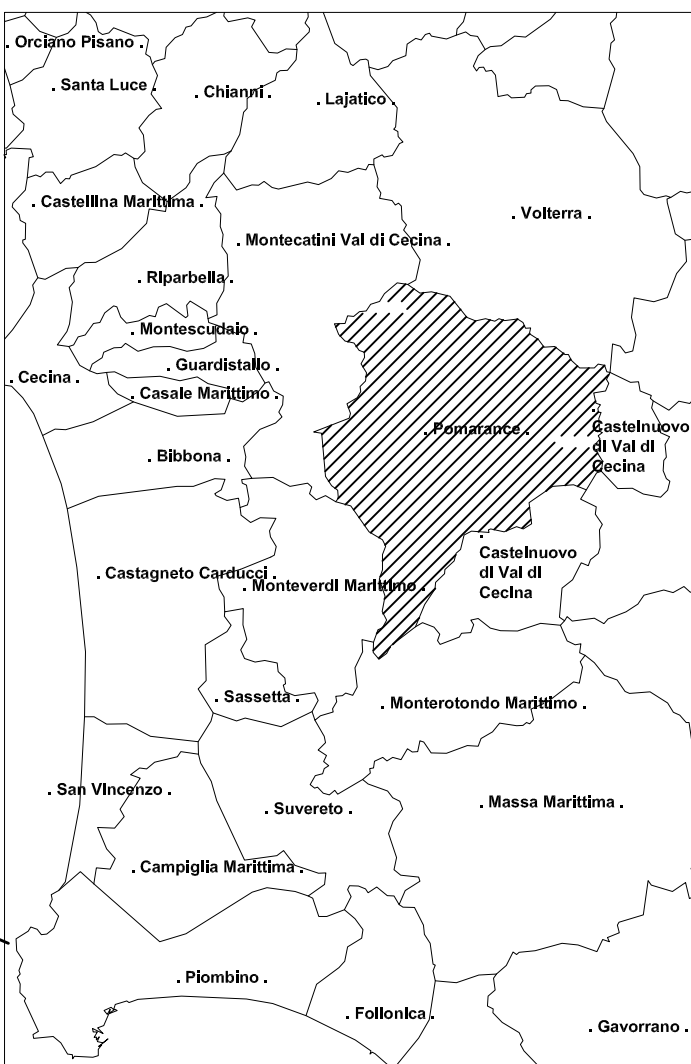 . Orciano Pisano .
. Santa Luce .
. Chianni .
. Lajatico .
. Castellina Marittima .
. Volterra .
. Montecatini Val di Cecina .
. Riparbella .
. Montescudaio .
. Guardistallo .
. Cecina .
. Casale Marittimo .
. Pomarance .
. Castelnuovo
di Val di
Cecina
. Bibbona .
. Castelnuovo
di Val di
Cecina
. Castagneto Carducci .
. Monteverdi Marittimo .
. Sassetta .
. Monterotondo Marittimo .
. San Vincenzo .
. Suvereto .
. Massa Marittima .
. Campiglia Marittima .
. Piombino .
. Follonica .
. Gavorrano .